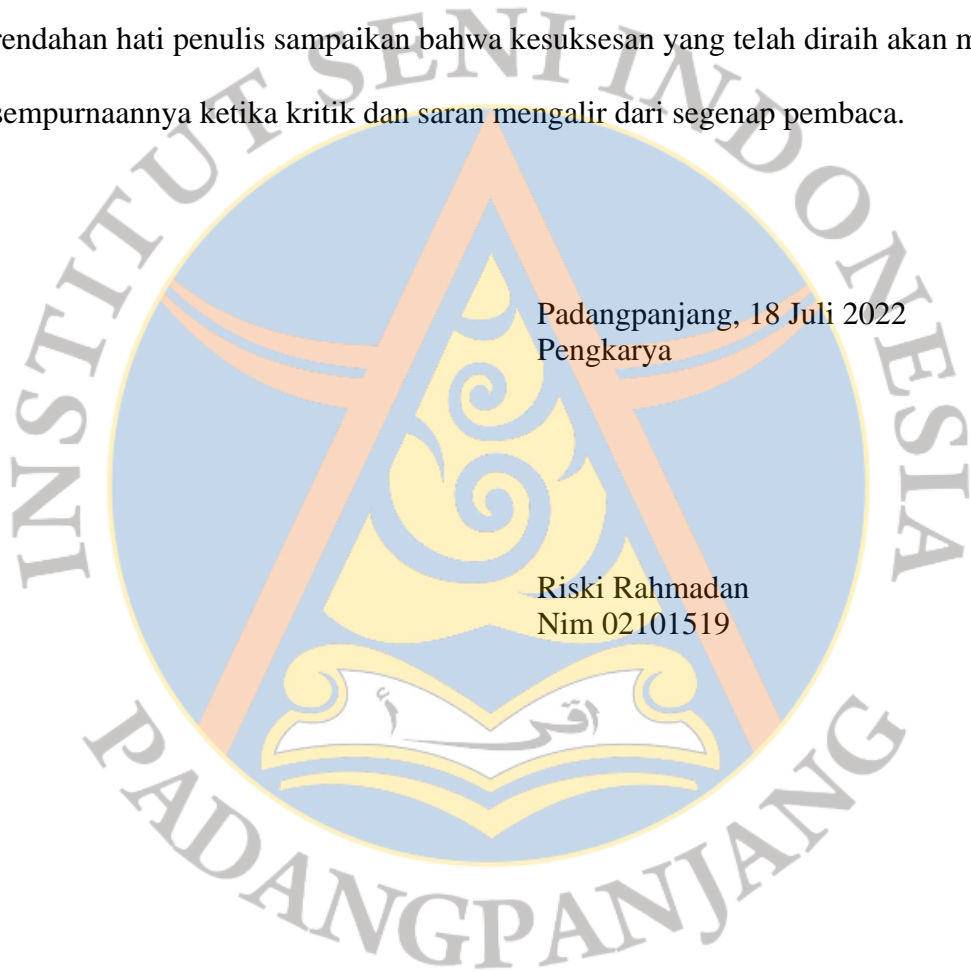 rendahan hati penulis sampaikan bahwa kesuksesan yang telah diraih akan m
sempurnaannya ketika kritik dan saran mengalir dari segenap pembaca.
INSTITUT SENI INDONESIA
Padangpanjang, 18 Juli 2022
Pengkarya
Riski Rahmadan
Nim 02101519
اقرأ
PADANGPANJANG